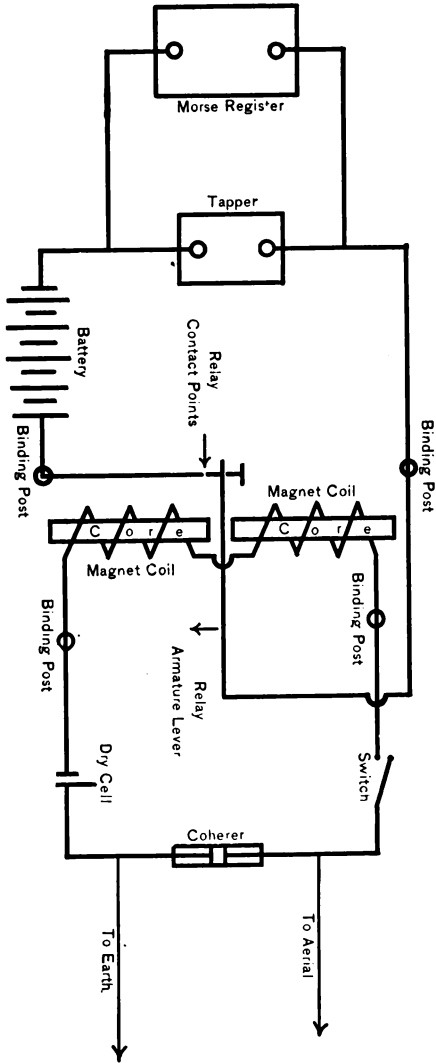 Morse Register
Tapper
Battery
Relay
Contact Points
Binding Post
Binding Post
Magnet Coil
Core
Core
Magnet Coil
Binding Post
Binding Post
Relay
Armature Lever
Switch
Dry Cell
Coherer
To Aerial
To Earth